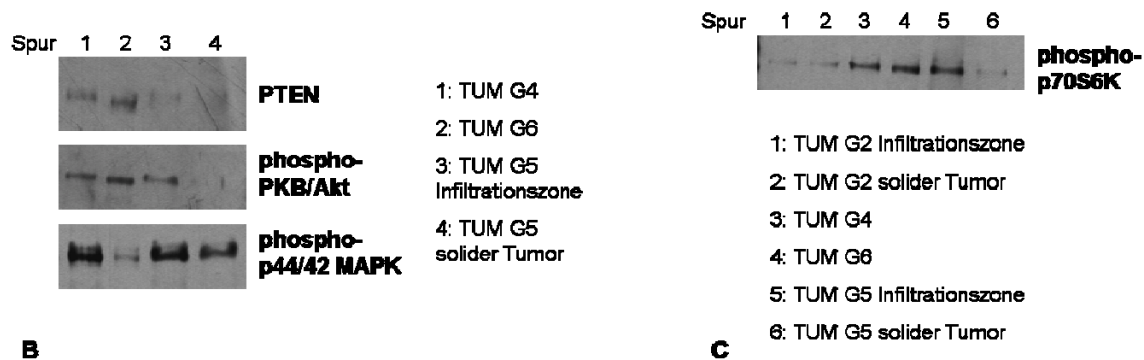 Spur 1 2 3 4
PTEN
phospho-
PKB/Akt
phospho-
p44/42 MAPK
1: TUM G4
2: TUM G6
3: TUM G5
Infiltrationszone
4: TUM G5
solider Tumor
B
Spur 1 2 3 4 5 6
phospho-
p70S6K
1: TUM G2 Infiltrationszone
2: TUM G2 solider Tumor
3: TUM G4
4: TUM G6
5: TUM G5 Infiltrationszone
6: TUM G5 solider Tumor
C